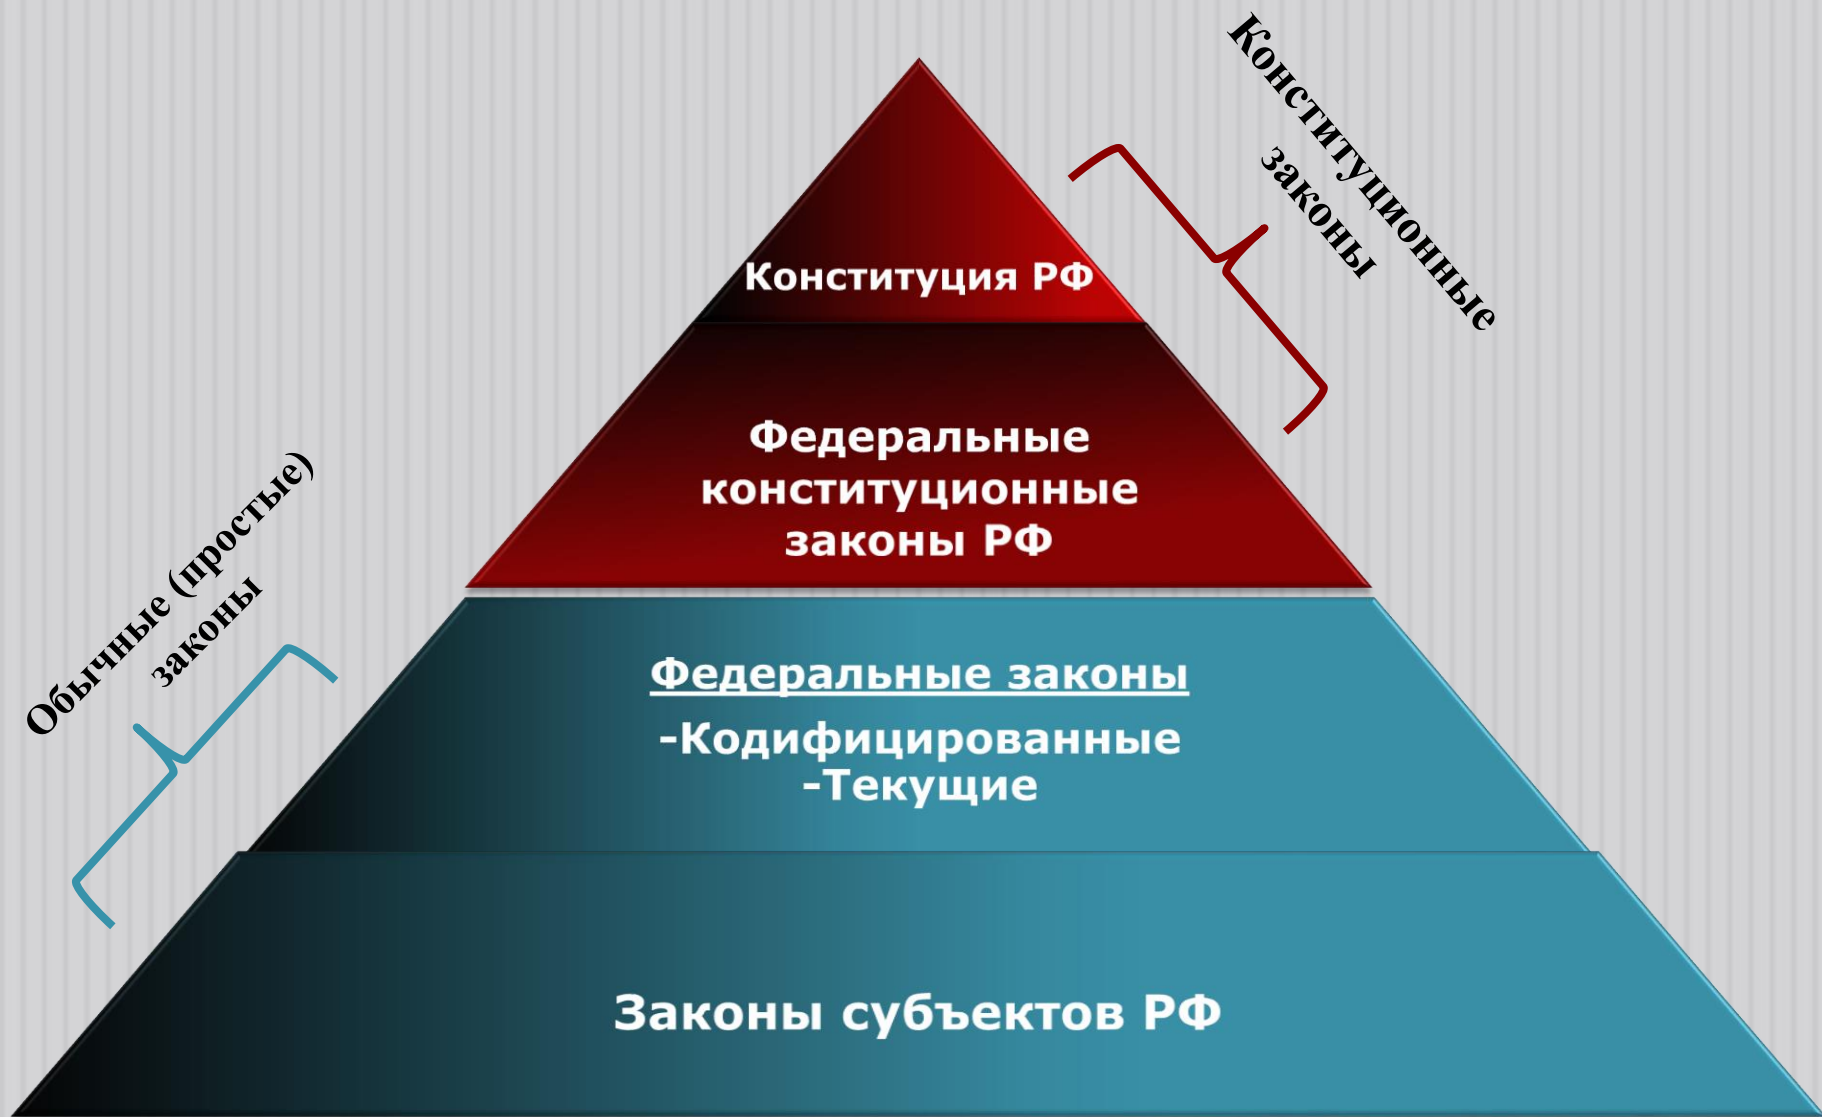 Конституционные
законы
Конституция РФ
Федеральные
конституционные
законы РФ
Обычные (простые)
законы
Федеральные законы
-Кодифицированные
-Текущие
Законы субъектов РФ